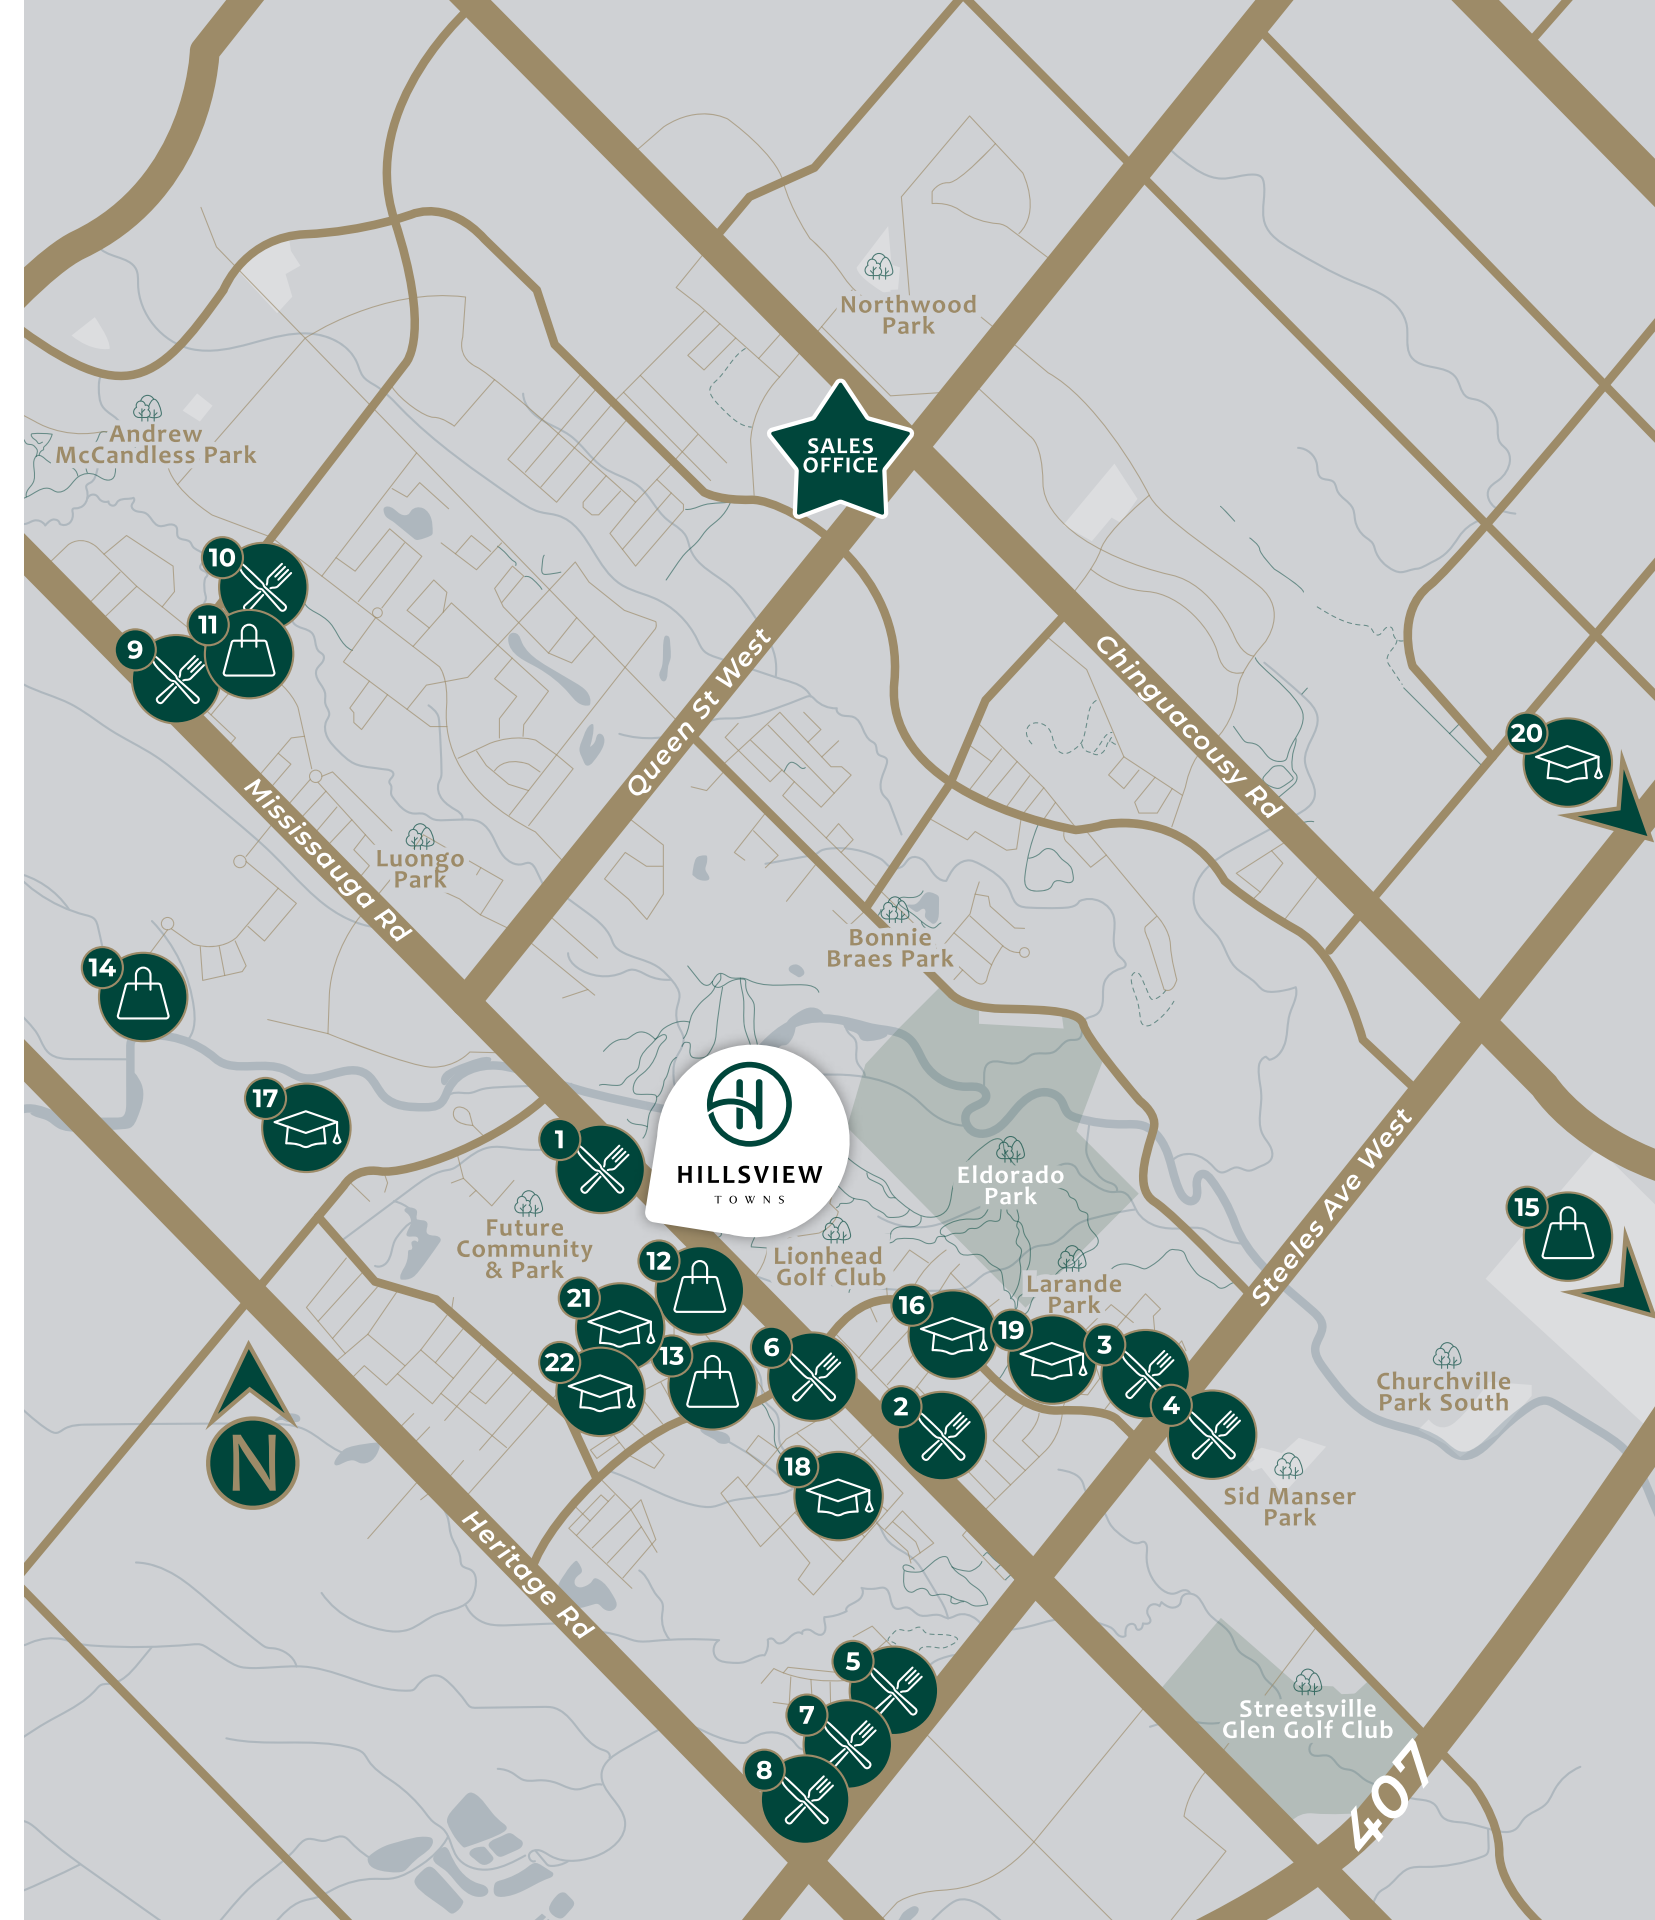 Northwood
Park
SALES
OFFICE
Andrew
McCandless Park
10
11
9
Queen St West
Chinguacousy Rd
20
Mississauga Rd
Luongo
Park
Bonnie
Braes Park
14
17
1
HILLSVIEW
TOWNS
Eldorado
Park
Steeles Ave West
15
Future
Community
& Park
Lionhead
Golf Club
Larande
Park
12
21
16
19
3
6
13
22
2
4
Churchville
Park South
N
18
Sid Manser
Park
Heritage Rd
5
7
8
Streetsville
Glen Golf Club
407